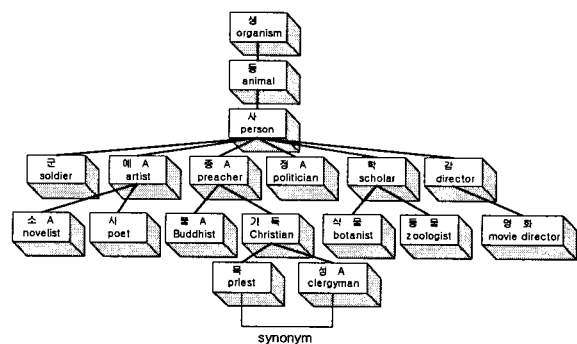 생
organism
동
animal
사
person
군 예 A 종 A 정 A 학 감
soldier artist preacher politician scholar director
소 A 사 불 A 기 독 식 물 동 물 영 화
novelist poet Buddhist Christian botanist zoologist movie director
목 성 A
priest clergyman
synonym